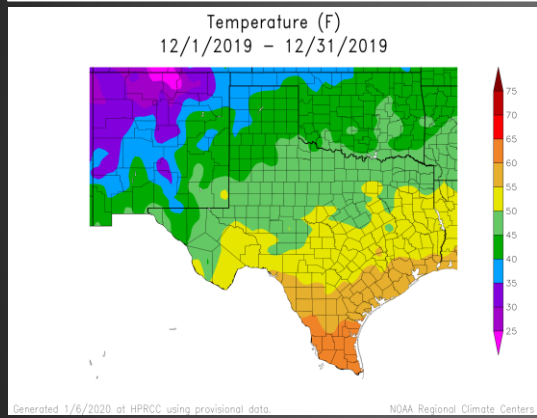 Temperature (F)
12/1/2019 – 12/31/2019
75
70
65
60
55
50
45
40
35
30
25
Generated 1/6/2020 at HPRCC using provisional data.
NOAA Regional Climate Centers